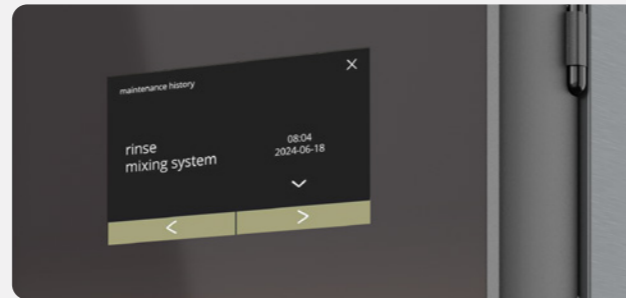 maintenance history
rinse
mixing system
08:04
2024-06-18